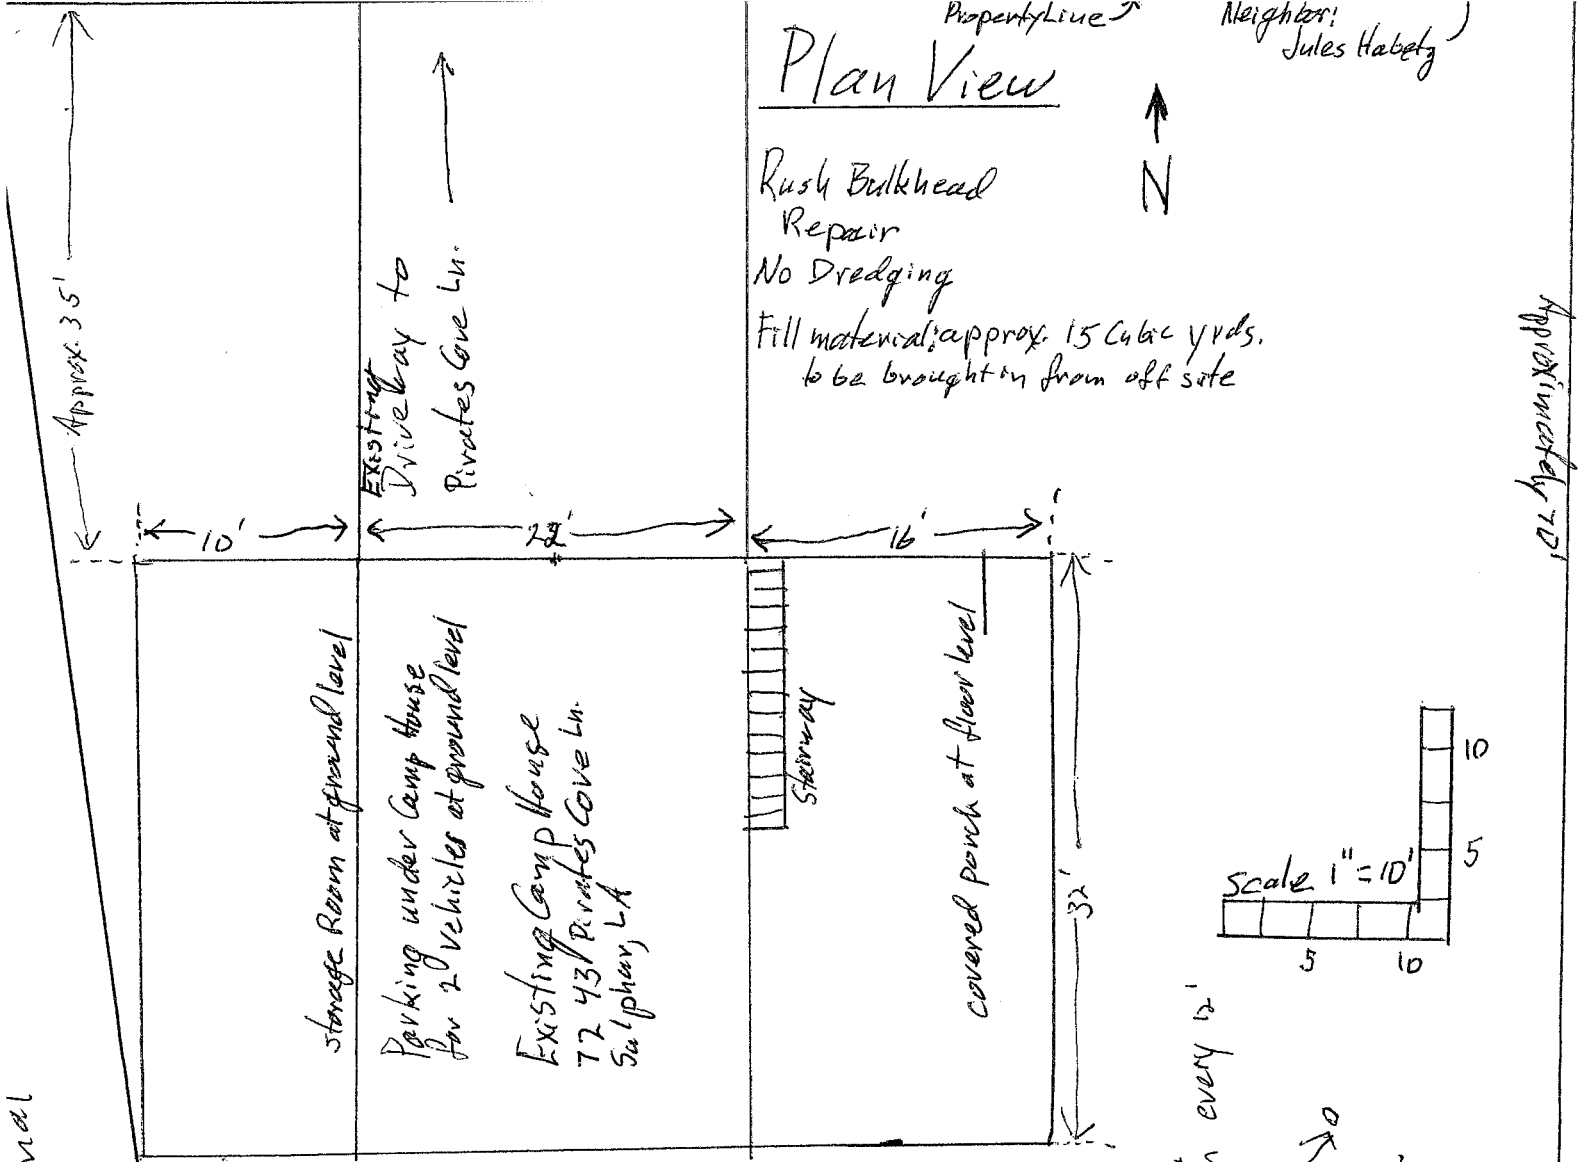 Property Line
Neighbor:
Jules Habetz
Plan View
N
Rush Bulkhead
Repair
No Dredging
Fill material: approx. 15 Cubic yrds.
to be brought in from off site
Approx. 35'
Existing
Driveway to
Pirates Cove Ln.
Approximately 70'
10'
22'
16'
Storage Room at ground level
Parking under Camp House
for 2 vehicles at ground level
Existing Camp House
7243 Pirates Cove Ln.
Sulphur, LA
Stairway
covered porch at floor level
32'
Scale 1"=10'
10
5
5
10
every 12'